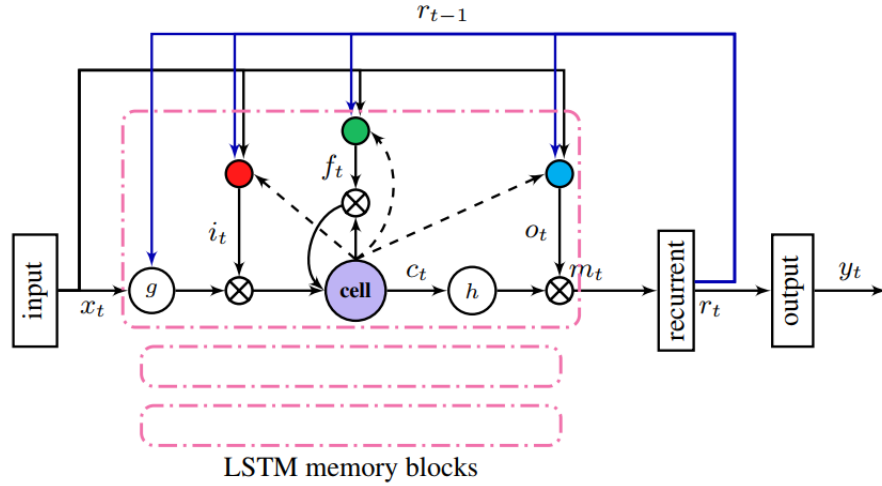 r_{t-1}
f_t
i_t
o_t
input
x_t
g
cell
c_t
h
m_t
recurrent
r_t
output
y_t
LSTM memory blocks